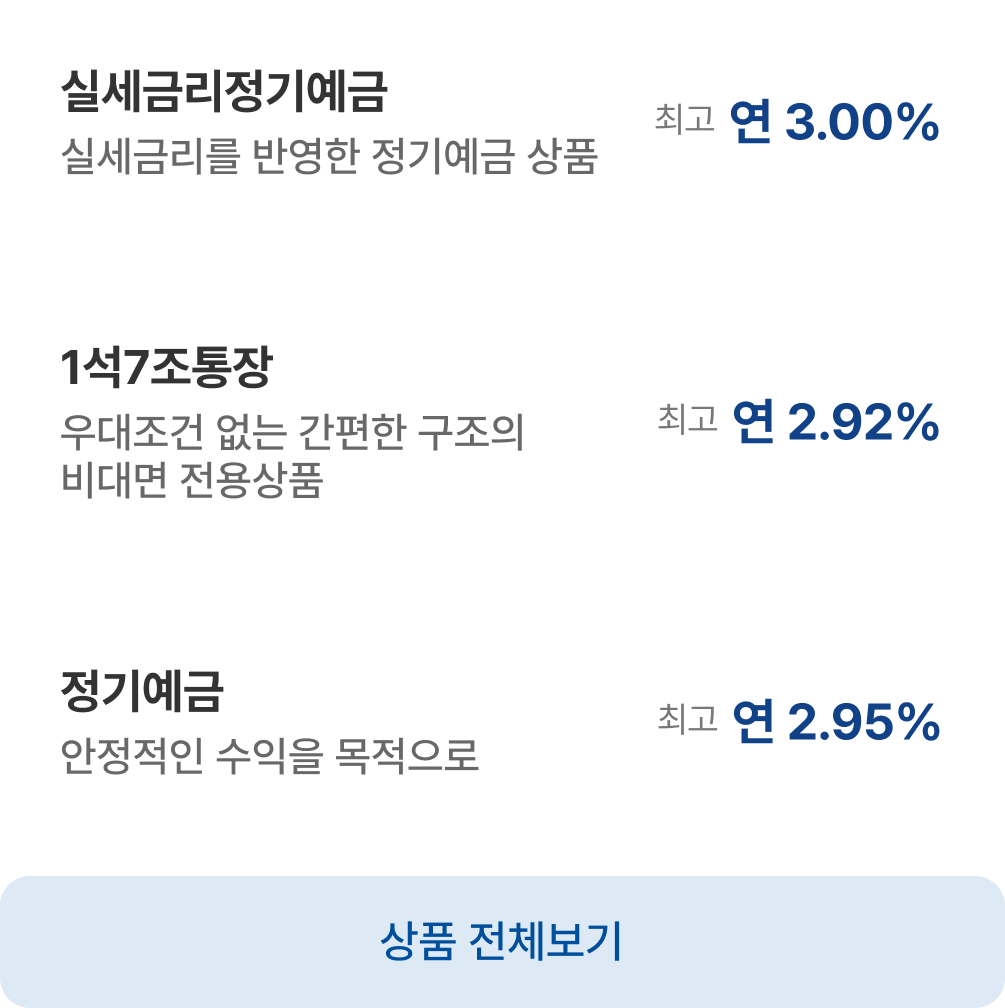 실세금리정기예금
실세금리를 반영한 정기예금 상품
최고 연 3.00%
1석7조통장
우대조건 없는 간편한 구조의
비대면 전용상품
최고 연 2.92%
정기예금
안정적인 수익을 목적으로
최고 연 2.95%
상품 전체보기